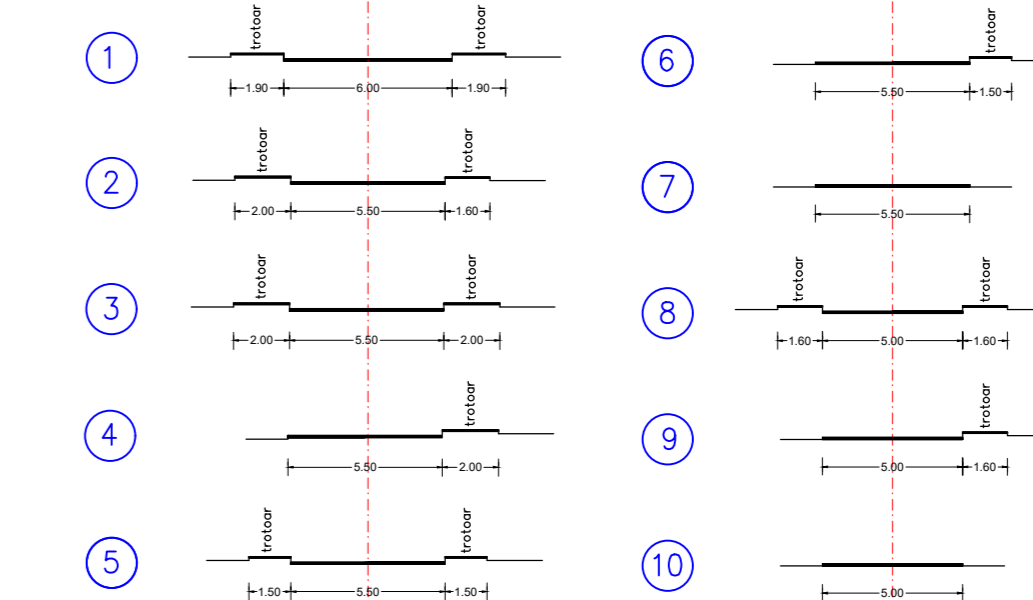 1
trotoar trotoar
1.90 6.00 1.90
2
trotoar trotoar
2.00 5.50 1.60
3
trotoar trotoar
2.00 5.50 2.00
4
trotoar
5.50 2.00
5
trotoar trotoar
1.50 5.50 1.50
6
trotoar
5.50 1.50
7
5.50
8
trotoar trotoar
1.60 5.00 1.60
9
trotoar
5.00 1.60
10
5.00